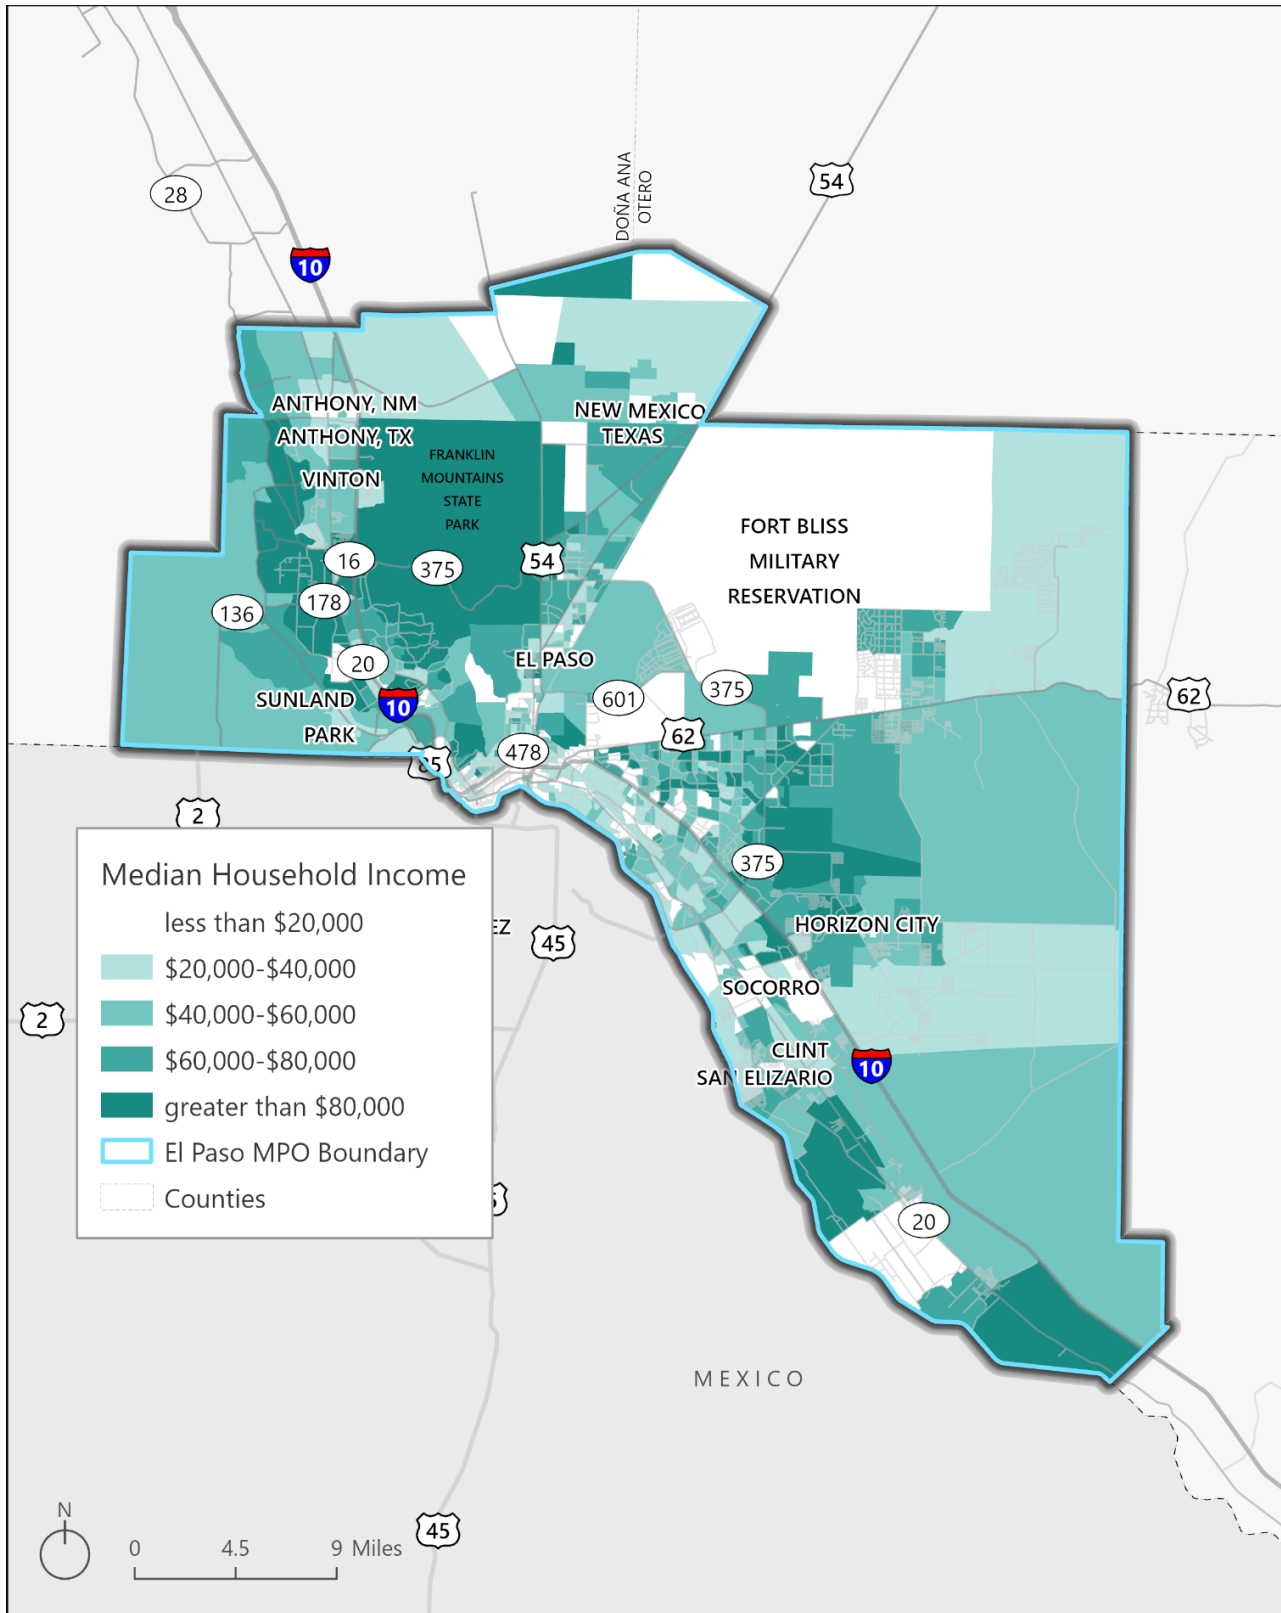 DOÑA ANA
OTERO
54
28
10
ANTHONY, NM
ANTHONY, TX
VINTON
NEW MEXICO
TEXAS
FRANKLIN
MOUNTAINS
STATE
PARK
FORT BLISS
MILITARY
RESERVATION
16
375
54
178
136
20
EL PASO
SUNLAND
PARK
10
601
375
62
62
478
85
2
375
Median Household Income
less than $20,000
$20,000-$40,000
$40,000-$60,000
$60,000-$80,000
greater than $80,000
El Paso MPO Boundary
Counties
EZ
45
2
HORIZON CITY
SOCORRO
CLINT
SAN ELIZARIO
10
20
MEXICO
45
N
0 4.5 9 Miles